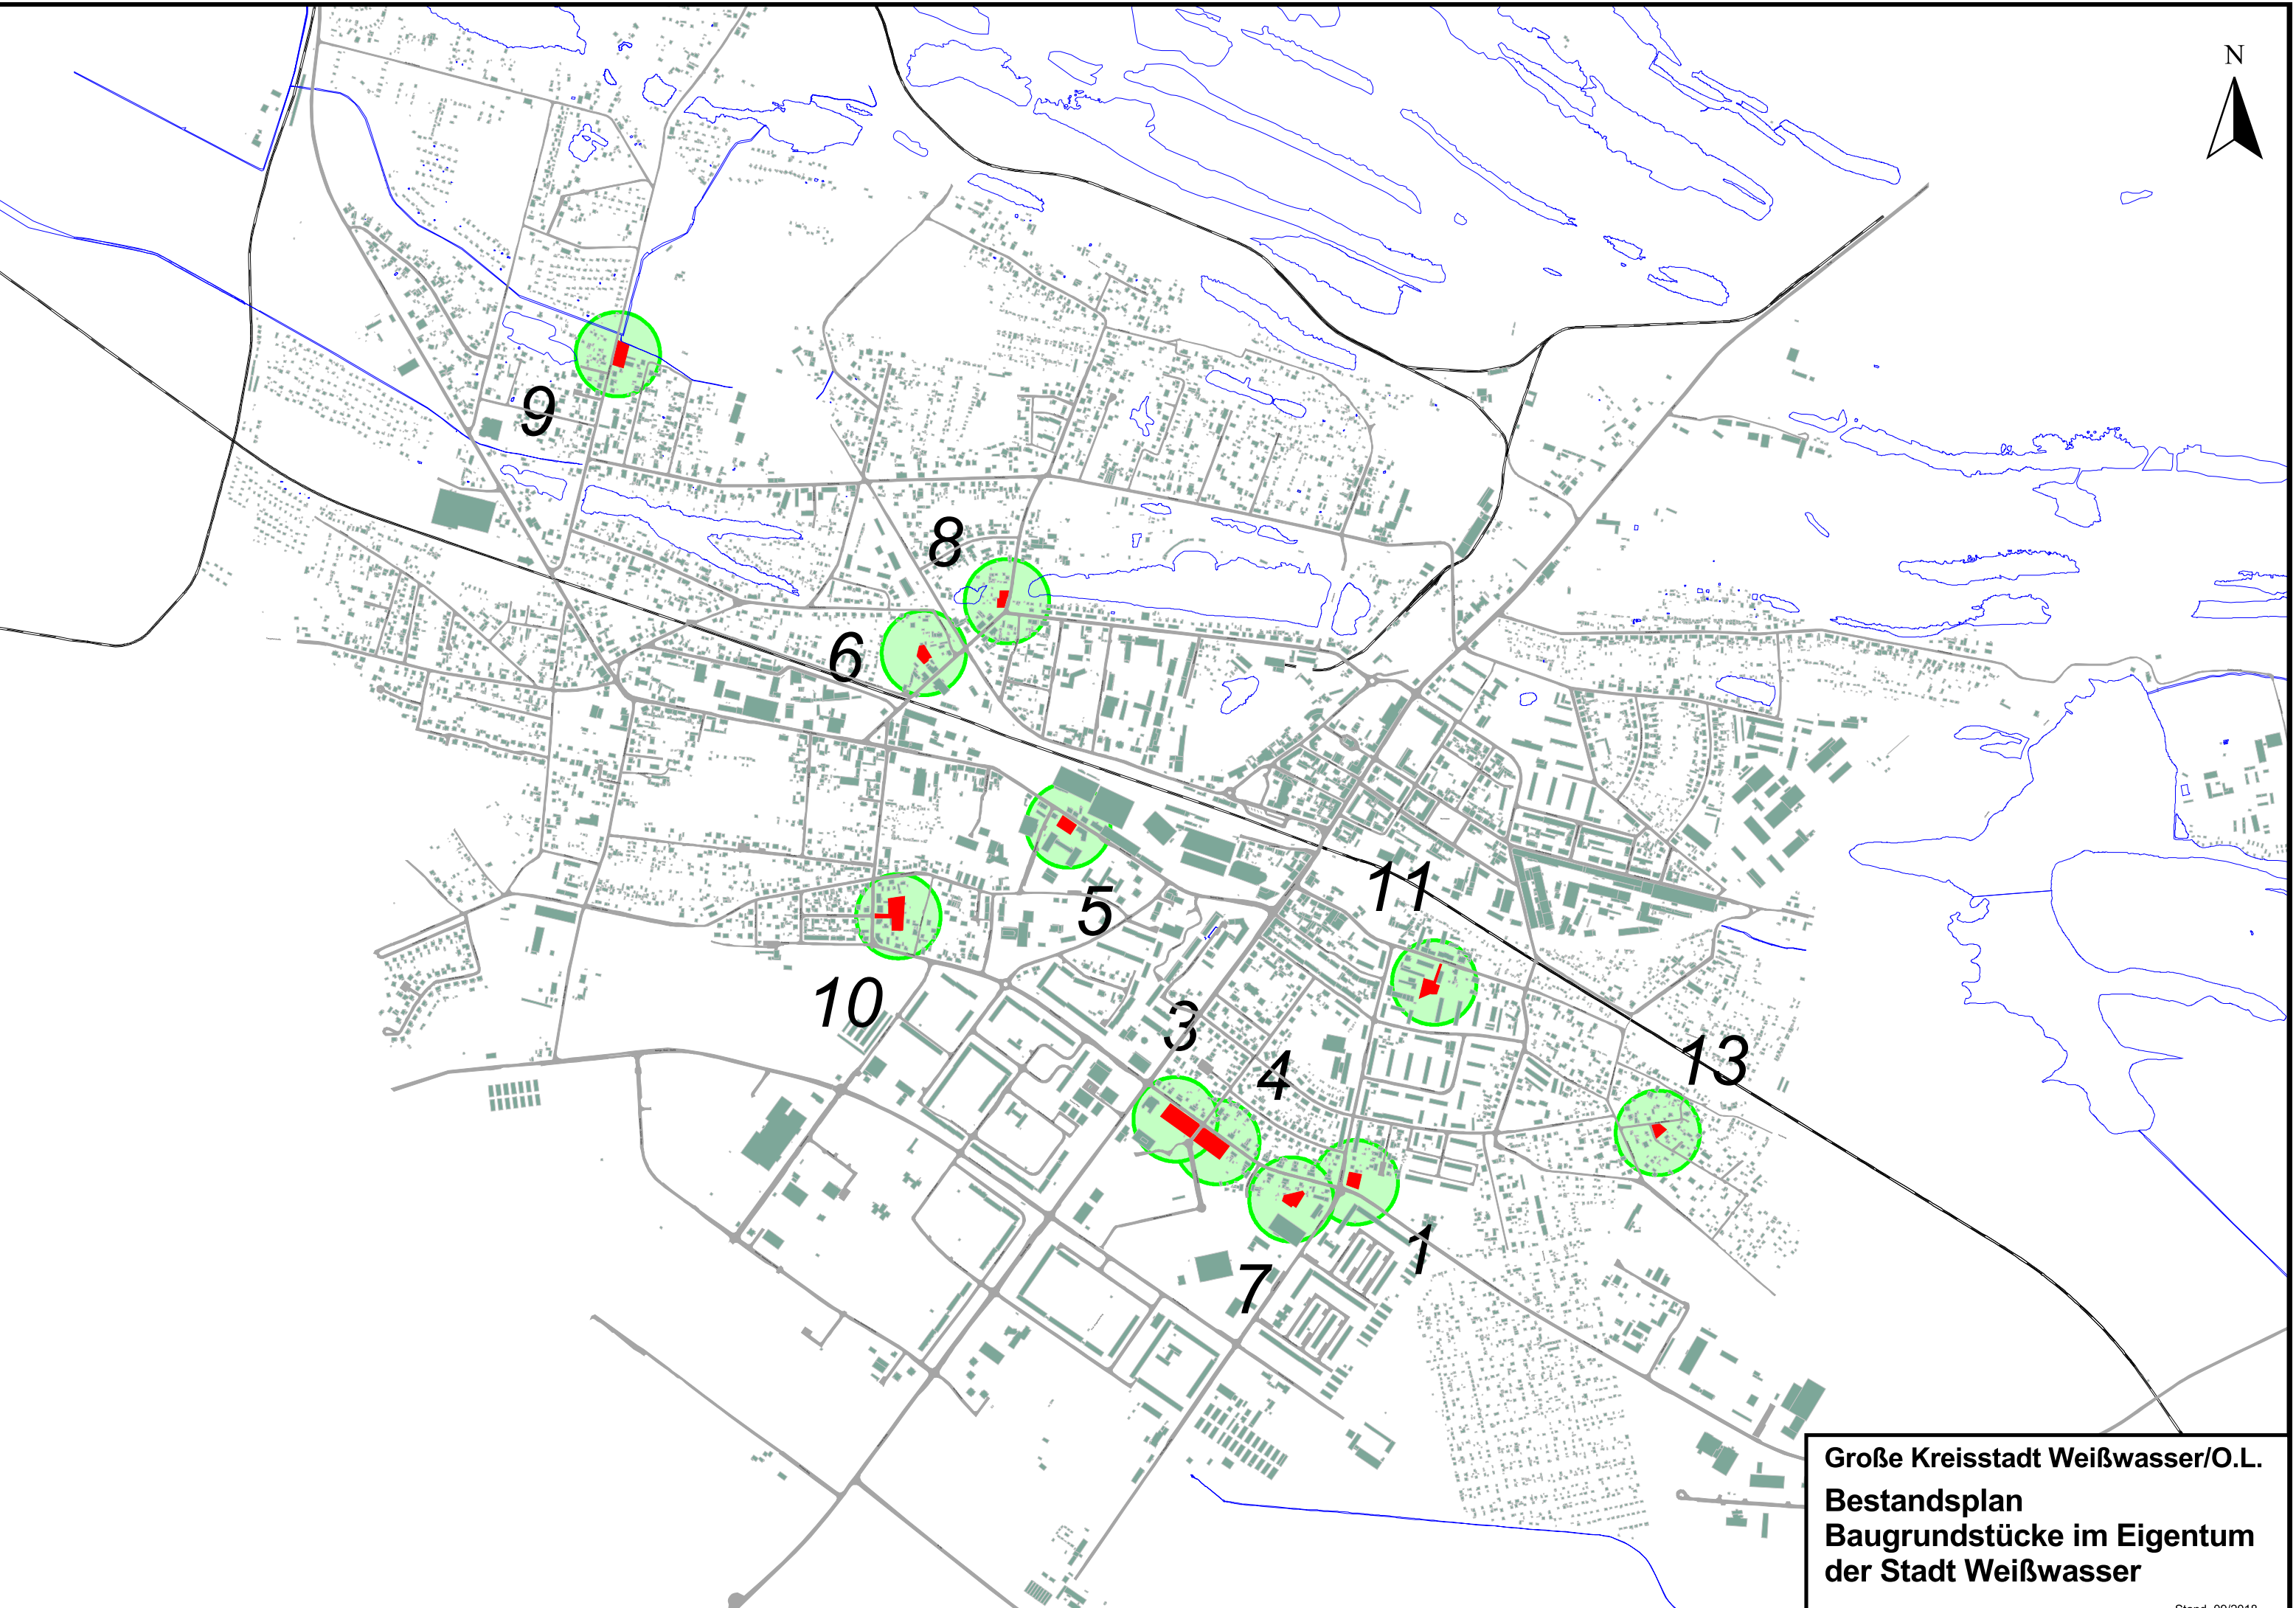 N
9
8
6
11
5
10
3
13
4
1
7
Große Kreisstadt Weißwasser/O.L.
Bestandsplan
Baugrundstücke im Eigentum
der Stadt Weißwasser